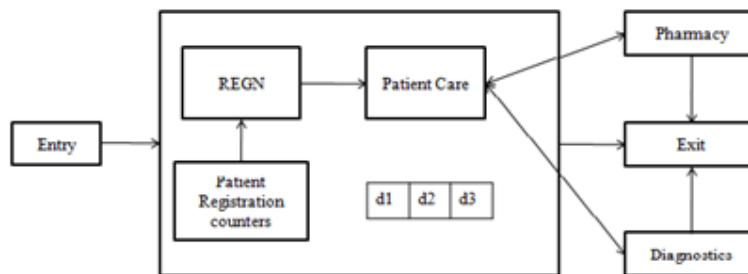 Pharmacy
REGN
Patient Care
Entry
Exit
Patient
Registration
counters
d1 d2 d3
Diagnostics